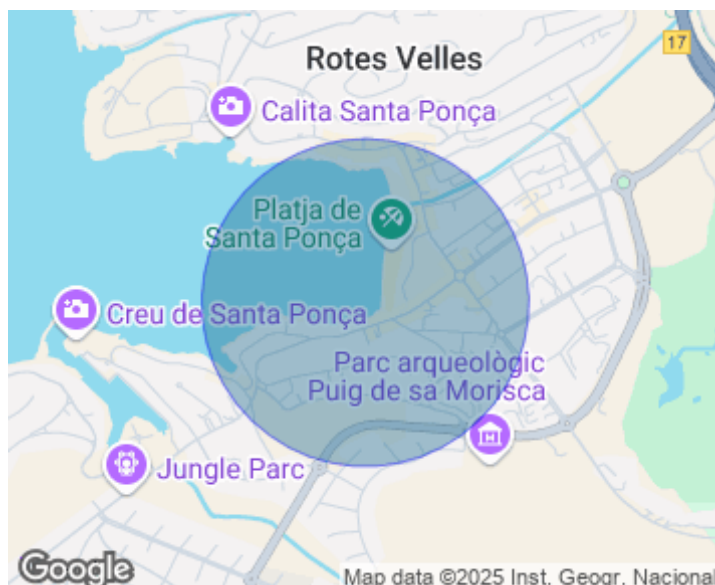 Rotes Velles
17
Calita Santa Ponça
Platja de
Santa Ponça
Creu de Santa Ponça
Parc arqueològic
Puig de sa Morisca
Jungle Parc
Google
Map data ©2025 Inst. Geogr. Nacional